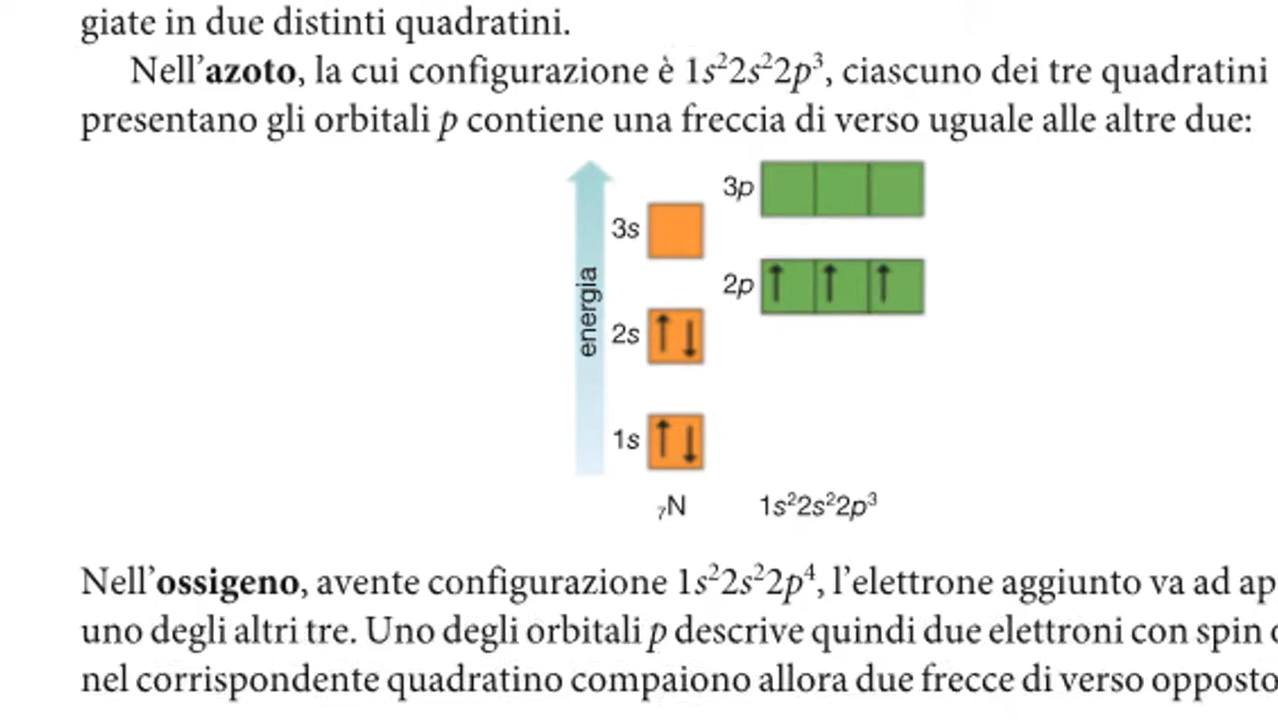 giate in due distinti quadratini.
Nell'azoto, la cui configurazione è 1s²2s²2p³, ciascuno dei tre quadratini
presentano gli orbitali p contiene una freccia di verso uguale alle altre due:
3p
3s
2p
energia
2s
1s
₇N 1s²2s²2p³
Nell'ossigeno, avente configurazione 1s²2s²2p⁴, l'elettrone aggiunto va ad ap
uno degli altri tre. Uno degli orbitali p descrive quindi due elettroni con spin
nel corrispondente quadratino compaiono allora due frecce di verso opposto